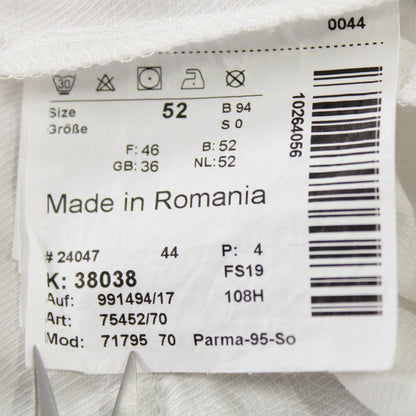 0044
30
Size 52 B 94
Größe S 0
F: 46 B: 52
GB: 36 NL: 52
10264056
Made in Romania
# 24047 44 P: 4
K: 38038 FS19
Auf: 991494/17 108H
Art: 75452/70
Mod: 71795 70 Parma-95-So